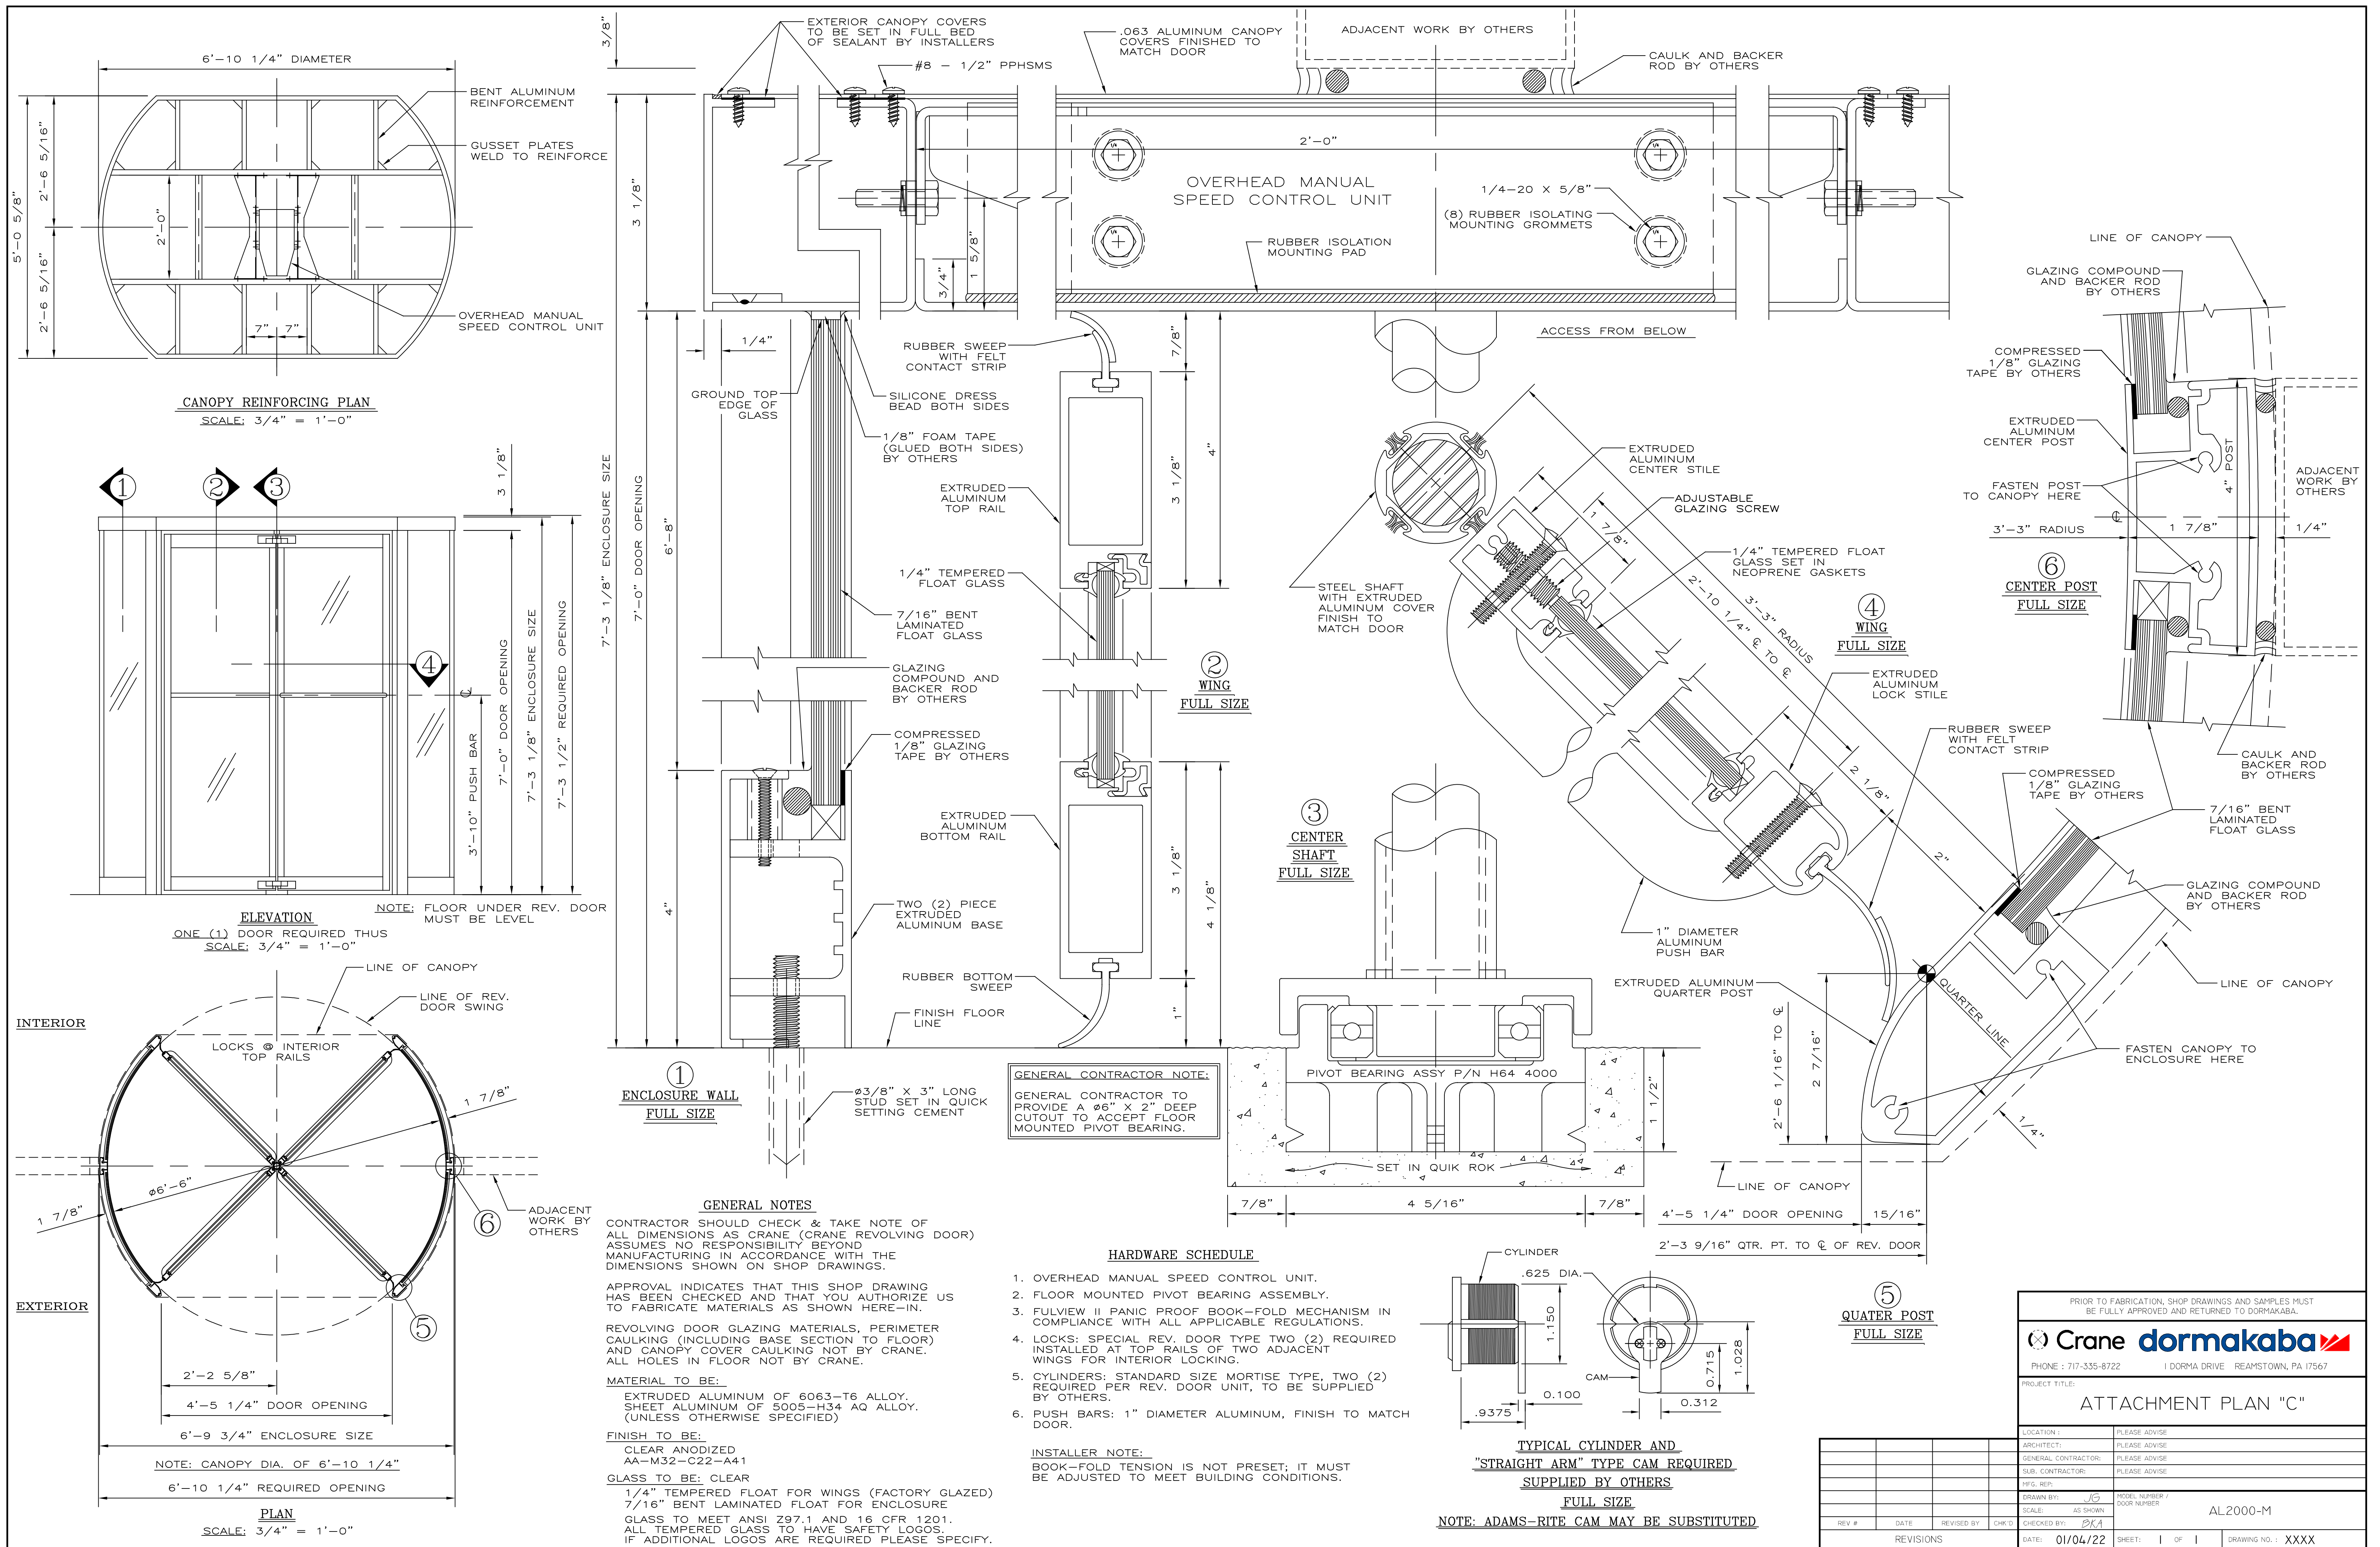 6'-10 1/4" DIAMETER
5'-0 5/8"
2'-6 5/16"
2'-6 5/16"
2'-0"
7"
7"
BENT ALUMINUM
REINFORCEMENT
GUSSET PLATES
WELD TO REINFORCE
OVERHEAD MANUAL
SPEED CONTROL UNIT
CANOPY REINFORCING PLAN
SCALE: 3/4" = 1'-0"
1
2
3
4
3 1/8"
℄
3'-10" PUSH BAR
7'-0" DOOR OPENING
7'-3 1/8" ENCLOSURE SIZE
7'-3 1/2" REQUIRED OPENING
NOTE: FLOOR UNDER REV. DOOR
MUST BE LEVEL
ELEVATION
ONE (1) DOOR REQUIRED THUS
SCALE: 3/4" = 1'-0"
LINE OF CANOPY
LINE OF REV.
DOOR SWING
INTERIOR
LOCKS @ INTERIOR
TOP RAILS
1 7/8"
ø6'-6"
1 7/8"
6
ADJACENT
WORK BY
OTHERS
EXTERIOR
5
2'-2 5/8"
4'-5 1/4" DOOR OPENING
6'-9 3/4" ENCLOSURE SIZE
NOTE: CANOPY DIA. OF 6'-10 1/4"
6'-10 1/4" REQUIRED OPENING
PLAN
SCALE: 3/4" = 1'-0"
3/8"
EXTERIOR CANOPY COVERS
TO BE SET IN FULL BED
OF SEALANT BY INSTALLERS
#8 - 1/2" PPHSMS
.063 ALUMINUM CANOPY
COVERS FINISHED TO
MATCH DOOR
ADJACENT WORK BY OTHERS
CAULK AND BACKER
ROD BY OTHERS
3 1/8"
2'-0"
OVERHEAD MANUAL
SPEED CONTROL UNIT
1/4-20 X 5/8"
(8) RUBBER ISOLATING
MOUNTING GROMMETS
RUBBER ISOLATION
MOUNTING PAD
3/4"
1 5/8"
ACCESS FROM BELOW
1/4"
GROUND TOP
EDGE OF
GLASS
RUBBER SWEEP
WITH FELT
CONTACT STRIP
SILICONE DRESS
BEAD BOTH SIDES
1/8" FOAM TAPE
(GLUED BOTH SIDES)
BY OTHERS
EXTRUDED
ALUMINUM
TOP RAIL
1/4" TEMPERED
FLOAT GLASS
7/16" BENT
LAMINATED
FLOAT GLASS
GLAZING
COMPOUND AND
BACKER ROD
BY OTHERS
COMPRESSED
1/8" GLAZING
TAPE BY OTHERS
EXTRUDED
ALUMINUM
BOTTOM RAIL
TWO (2) PIECE
EXTRUDED
ALUMINUM BASE
RUBBER BOTTOM
SWEEP
FINISH FLOOR
LINE
7'-3 1/8" ENCLOSURE SIZE
7'-0" DOOR OPENING
6'-8"
4"
7/8"
3 1/8"
4"
3 1/8"
4 1/8"
1"
2
WING
FULL SIZE
1
ENCLOSURE WALL
FULL SIZE
ø3/8" X 3" LONG
STUD SET IN QUICK
SETTING CEMENT
GENERAL CONTRACTOR NOTE:
GENERAL CONTRACTOR TO
PROVIDE A ø6" X 2" DEEP
CUTOUT TO ACCEPT FLOOR
MOUNTED PIVOT BEARING.
3
CENTER
SHAFT
FULL SIZE
PIVOT BEARING ASSY P/N H64 4000
1 1/2"
SET IN QUIK ROK
7/8"
4 5/16"
7/8"
STEEL SHAFT
WITH EXTRUDED
ALUMINUM COVER
FINISH TO
MATCH DOOR
EXTRUDED
ALUMINUM
CENTER STILE
ADJUSTABLE
GLAZING SCREW
1 7/8"
1/4" TEMPERED FLOAT
GLASS SET IN
NEOPRENE GASKETS
2'-10 1/4" ℄ TO ℄
3'-3" RADIUS
4
WING
FULL SIZE
EXTRUDED
ALUMINUM
LOCK STILE
RUBBER SWEEP
WITH FELT
CONTACT STRIP
2 1/8"
2"
1" DIAMETER
ALUMINUM
PUSH BAR
COMPRESSED
1/8" GLAZING
TAPE BY OTHERS
7/16" BENT
LAMINATED
FLOAT GLASS
GLAZING COMPOUND
AND BACKER ROD
BY OTHERS
LINE OF CANOPY
EXTRUDED ALUMINUM
QUARTER POST
QUARTER LINE
FASTEN CANOPY TO
ENCLOSURE HERE
2'-6 1/16" TO ℄
2 7/16"
1/4"
LINE OF CANOPY
4'-5 1/4" DOOR OPENING
15/16"
2'-3 9/16" QTR. PT. TO ℄ OF REV. DOOR
5
QUATER POST
FULL SIZE
LINE OF CANOPY
GLAZING COMPOUND
AND BACKER ROD
BY OTHERS
COMPRESSED
1/8" GLAZING
TAPE BY OTHERS
EXTRUDED
ALUMINUM
CENTER POST
FASTEN POST
TO CANOPY HERE
3'-3" RADIUS
℄
1 7/8"
4" POST
1/4"
ADJACENT
WORK BY
OTHERS
6
CENTER POST
FULL SIZE
CAULK AND
BACKER ROD
BY OTHERS
GENERAL NOTES
CONTRACTOR SHOULD CHECK & TAKE NOTE OF
ALL DIMENSIONS AS CRANE (CRANE REVOLVING DOOR)
ASSUMES NO RESPONSIBILITY BEYOND
MANUFACTURING IN ACCORDANCE WITH THE
DIMENSIONS SHOWN ON SHOP DRAWINGS.
APPROVAL INDICATES THAT THIS SHOP DRAWING
HAS BEEN CHECKED AND THAT YOU AUTHORIZE US
TO FABRICATE MATERIALS AS SHOWN HERE-IN.
REVOLVING DOOR GLAZING MATERIALS, PERIMETER
CAULKING (INCLUDING BASE SECTION TO FLOOR)
AND CANOPY COVER CAULKING NOT BY CRANE.
ALL HOLES IN FLOOR NOT BY CRANE.
MATERIAL TO BE:
EXTRUDED ALUMINUM OF 6063-T6 ALLOY.
SHEET ALUMINUM OF 5005-H34 AQ ALLOY.
(UNLESS OTHERWISE SPECIFIED)
FINISH TO BE:
CLEAR ANODIZED
AA-M32-C22-A41
GLASS TO BE: CLEAR
1/4" TEMPERED FLOAT FOR WINGS (FACTORY GLAZED)
7/16" BENT LAMINATED FLOAT FOR ENCLOSURE
GLASS TO MEET ANSI Z97.1 AND 16 CFR 1201.
ALL TEMPERED GLASS TO HAVE SAFETY LOGOS.
IF ADDITIONAL LOGOS ARE REQUIRED PLEASE SPECIFY.
HARDWARE SCHEDULE
1. OVERHEAD MANUAL SPEED CONTROL UNIT.
2. FLOOR MOUNTED PIVOT BEARING ASSEMBLY.
3. FULVIEW II PANIC PROOF BOOK-FOLD MECHANISM IN
COMPLIANCE WITH ALL APPLICABLE REGULATIONS.
4. LOCKS: SPECIAL REV. DOOR TYPE TWO (2) REQUIRED
INSTALLED AT TOP RAILS OF TWO ADJACENT
WINGS FOR INTERIOR LOCKING.
5. CYLINDERS: STANDARD SIZE MORTISE TYPE, TWO (2)
REQUIRED PER REV. DOOR UNIT, TO BE SUPPLIED
BY OTHERS.
6. PUSH BARS: 1" DIAMETER ALUMINUM, FINISH TO MATCH
DOOR.
INSTALLER NOTE:
BOOK-FOLD TENSION IS NOT PRESET; IT MUST
BE ADJUSTED TO MEET BUILDING CONDITIONS.
CYLINDER
.625 DIA.
1.150
CAM
0.715
1.028
0.100
0.312
.9375
TYPICAL CYLINDER AND
"STRAIGHT ARM" TYPE CAM REQUIRED
SUPPLIED BY OTHERS
FULL SIZE
NOTE: ADAMS-RITE CAM MAY BE SUBSTITUTED
REV #
DATE
REVISED BY
CHK'D
REVISIONS
PRIOR TO FABRICATION, SHOP DRAWINGS AND SAMPLES MUST
BE FULLY APPROVED AND RETURNED TO DORMAKABA.
Crane dormakaba
PHONE : 717-335-8722 1 DORMA DRIVE REAMSTOWN, PA 17567
PROJECT TITLE:
ATTACHMENT PLAN "C"
LOCATION : PLEASE ADVISE
ARCHITECT: PLEASE ADVISE
GENERAL CONTRACTOR: PLEASE ADVISE
SUB. CONTRACTOR: PLEASE ADVISE
MFG. REP:
DRAWN BY: JG
MODEL NUMBER /
DOOR NUMBER
AL2000-M
SCALE: AS SHOWN
CHECKED BY: BKA
DATE: 01/04/22
SHEET: 1 OF 1
DRAWING NO. : XXXX